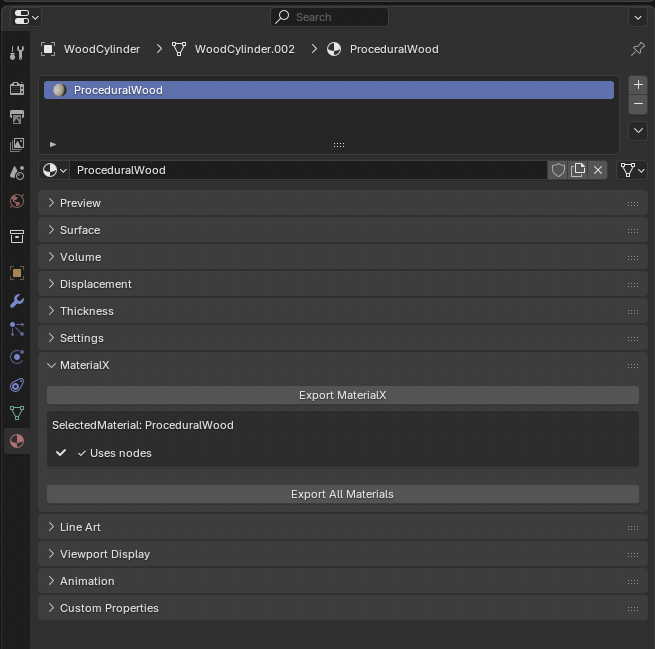 Search
WoodCylinder
WoodCylinder.002
ProceduralWood
ProceduralWood
ProceduralWood
Preview
Surface
Volume
Displacement
Thickness
Settings
MaterialX
Export MaterialX
SelectedMaterial: ProceduralWood
✓ Uses nodes
Export All Materials
Line Art
Viewport Display
Animation
Custom Properties